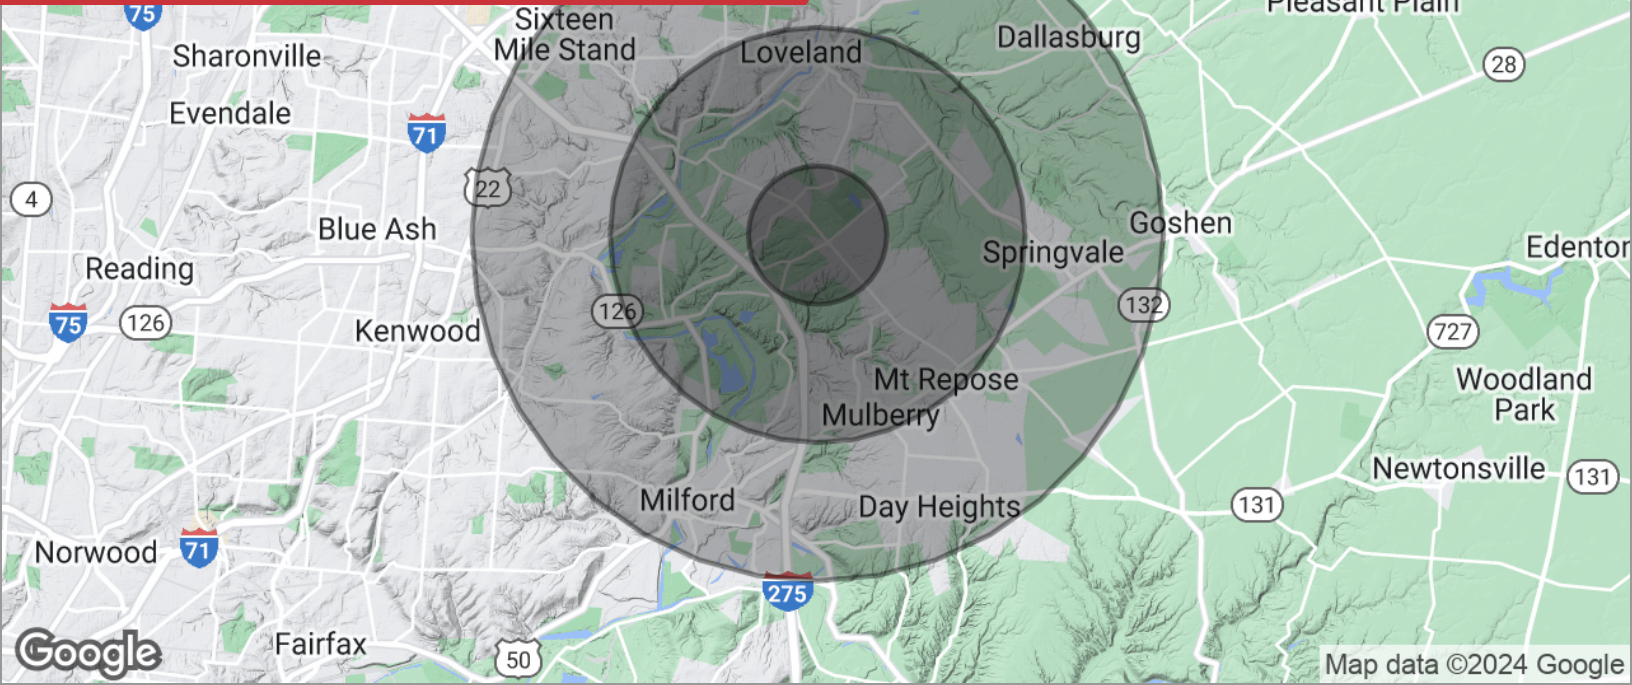 75
Pleasant Plain
Sixteen
Mile Stand
Loveland
Dallasburg
Sharonville
28
Evendale
71
22
4
Blue Ash
Goshen
Springvale
Edenton
Reading
126
132
75
126
Kenwood
727
Mt Repose
Woodland
Park
Mulberry
Newtonsville
131
Milford
Day Heights
131
Norwood
71
275
Fairfax
50
Google
Map data ©2024 Google